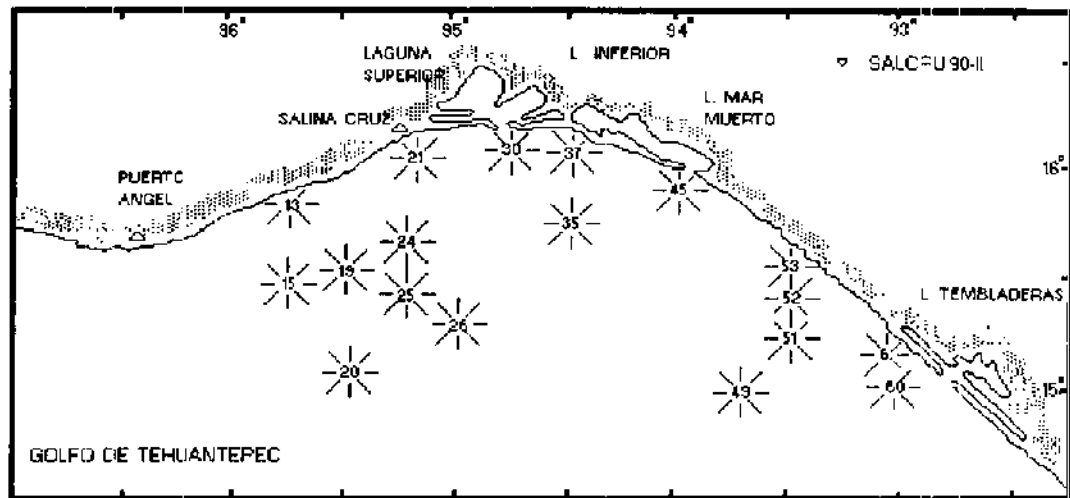 96° 95° 94° 93°
LAGUNA
SUPERIOR
L. INFERIOR
SALCRU 90-II
L. MAR
MUERTO
SALINA CRUZ
PUERTO
ANGEL
16°
21
30
37
45
13
35
24
19
15
25
26
53
52
51
L. TEMBLADERAS
6
20
49
60
15°
GOLFO DE TEHUANTEPEC